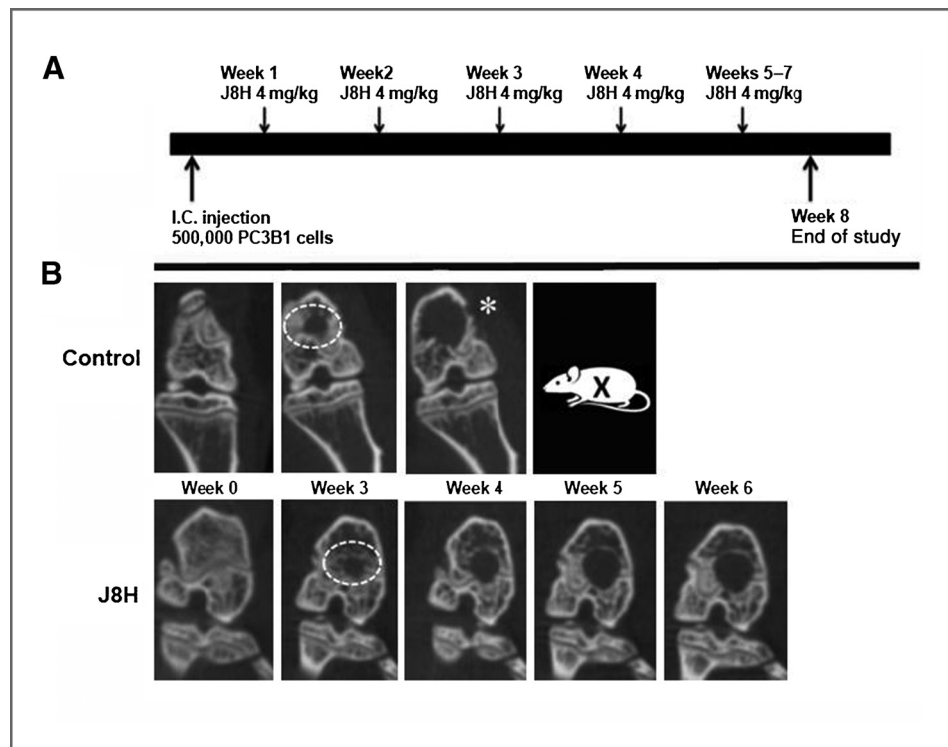 A
Week 1
J8H 4 mg/kg
Week2
J8H 4 mg/kg
Week 3
J8H 4 mg/kg
Week 4
J8H 4 mg/kg
Weeks 5–7
J8H 4 mg/kg
I.C. injection
500,000 PC3B1 cells
Week 8
End of study
B
Control
*
X
Week 0
Week 3
Week 4
Week 5
Week 6
J8H